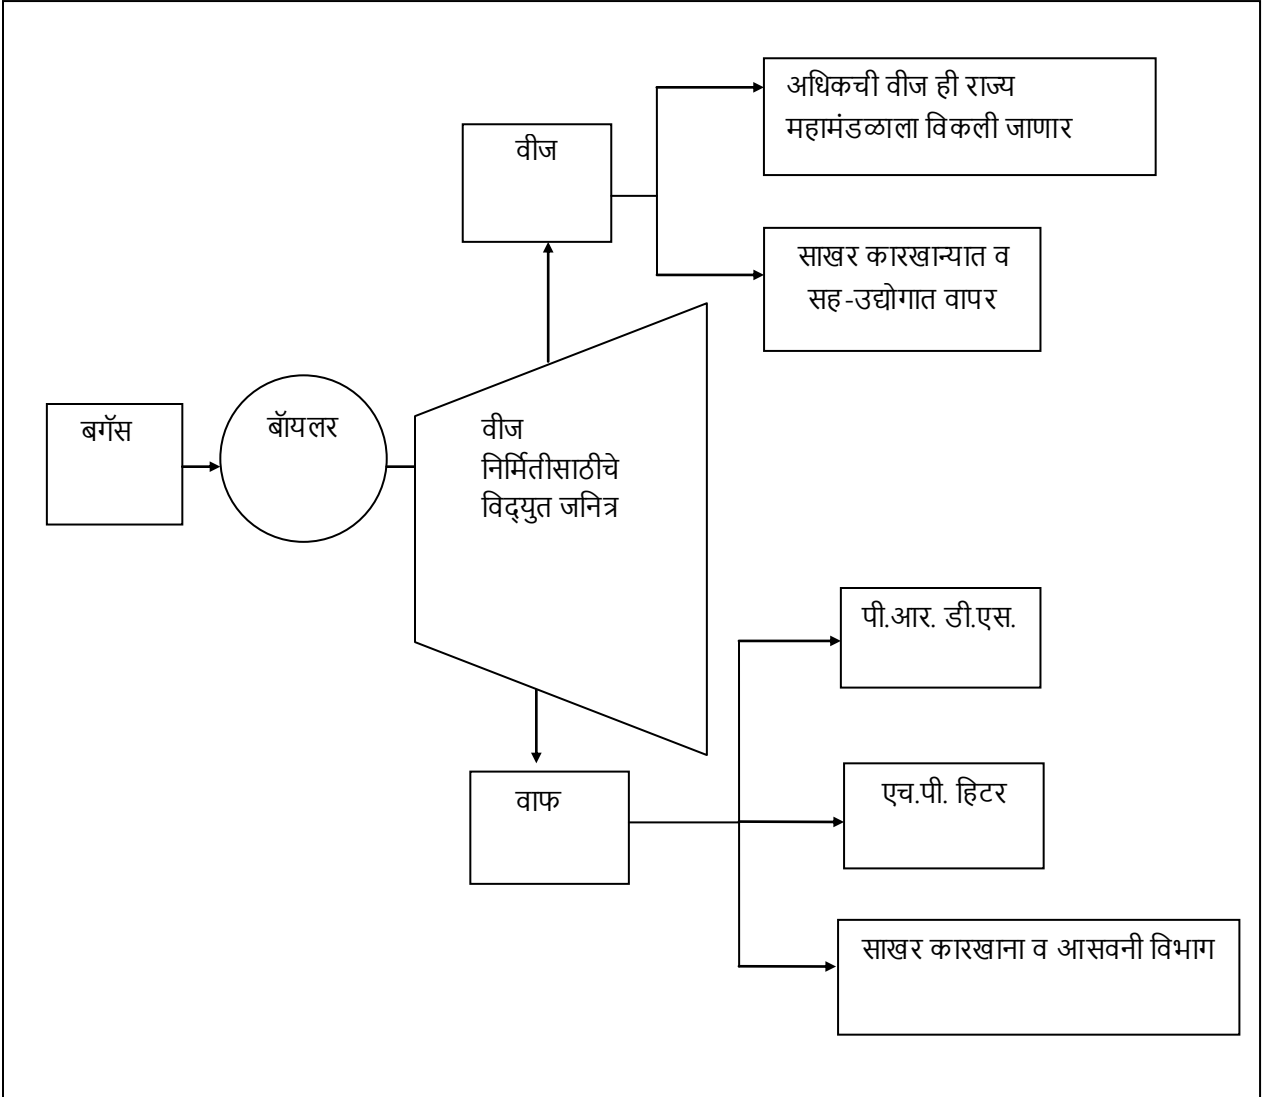 अधिकची वीज ही राज्य
महामंडळाला विकली जाणार
वीज
साखर कारखान्यात व
सह-उद्योगात वापर
बगॅस
बॉयलर
वीज
निर्मितीसाठीचे
विद्‌युत जनित्र
पी.आर. डी.एस.
वाफ
एच.पी. हिटर
साखर कारखाना व आसवनी विभाग